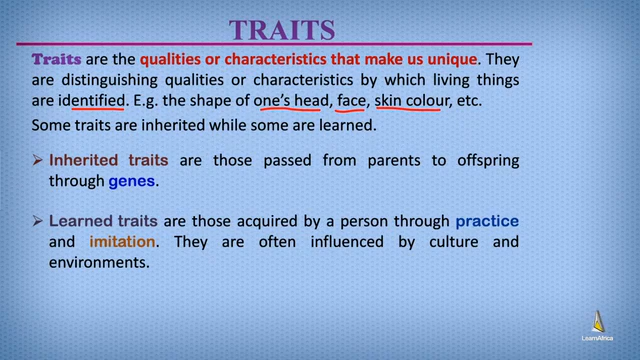 TRAITS
Traits are the qualities or characteristics that make us unique. They
are distinguishing qualities or characteristics by which living things
are identified. E.g. the shape of one's head, face, skin colour, etc.
Some traits are inherited while some are learned.
➢ Inherited traits are those passed from parents to offspring
through genes.
➢ Learned traits are those acquired by a person through practice
and imitation. They are often influenced by culture and
environments.
LearnAfrica